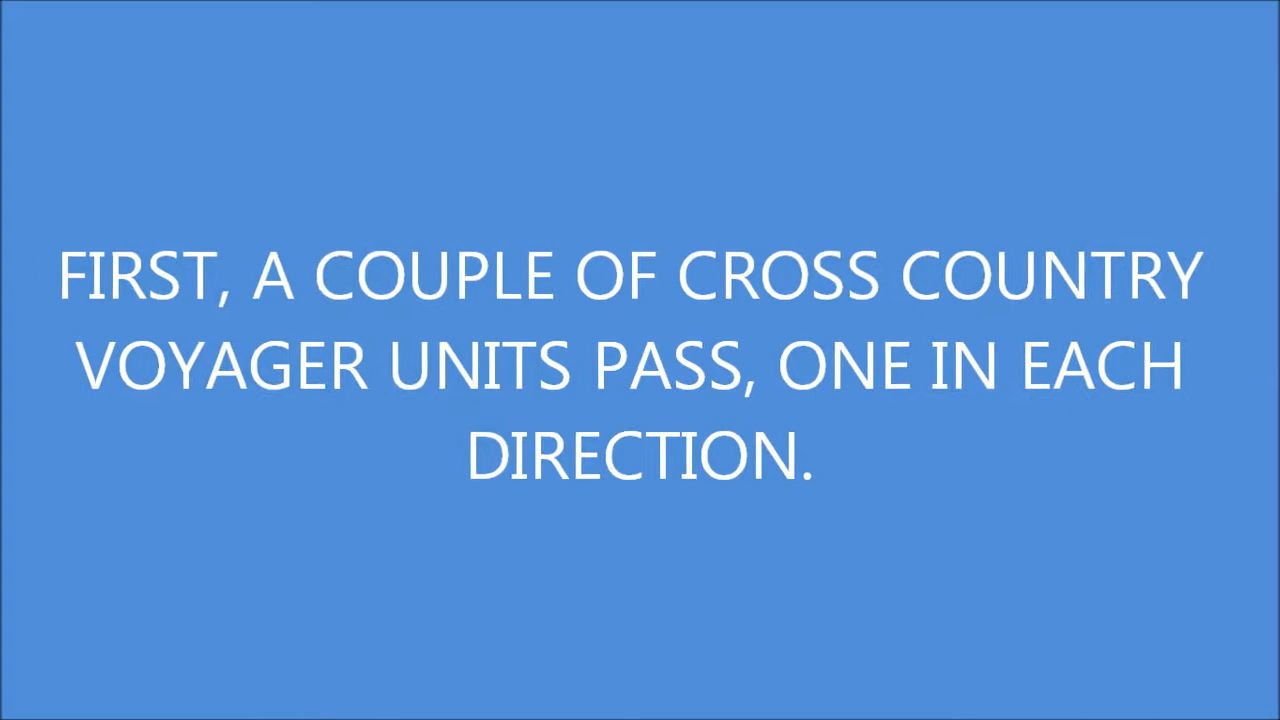 FIRST, A COUPLE OF CROSS COUNTRY
VOYAGER UNITS PASS, ONE IN EACH
DIRECTION.